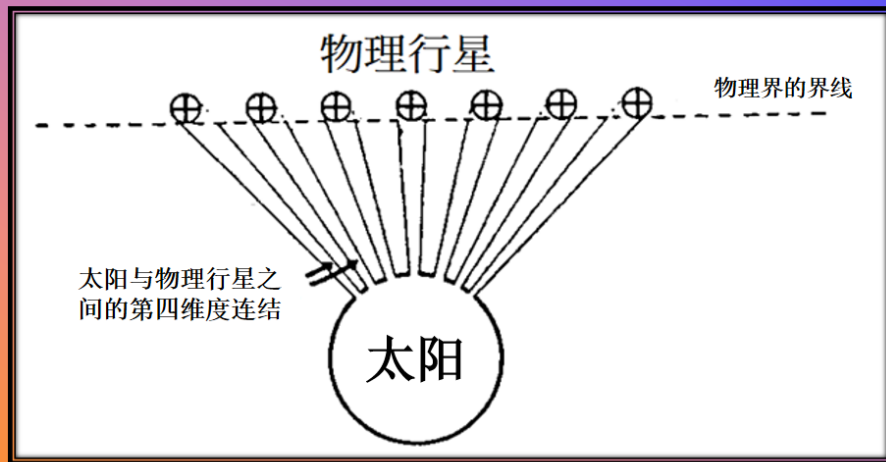 物理行星
物理界的界线
太阳与物理行星之
间的第四维度连结
太阳